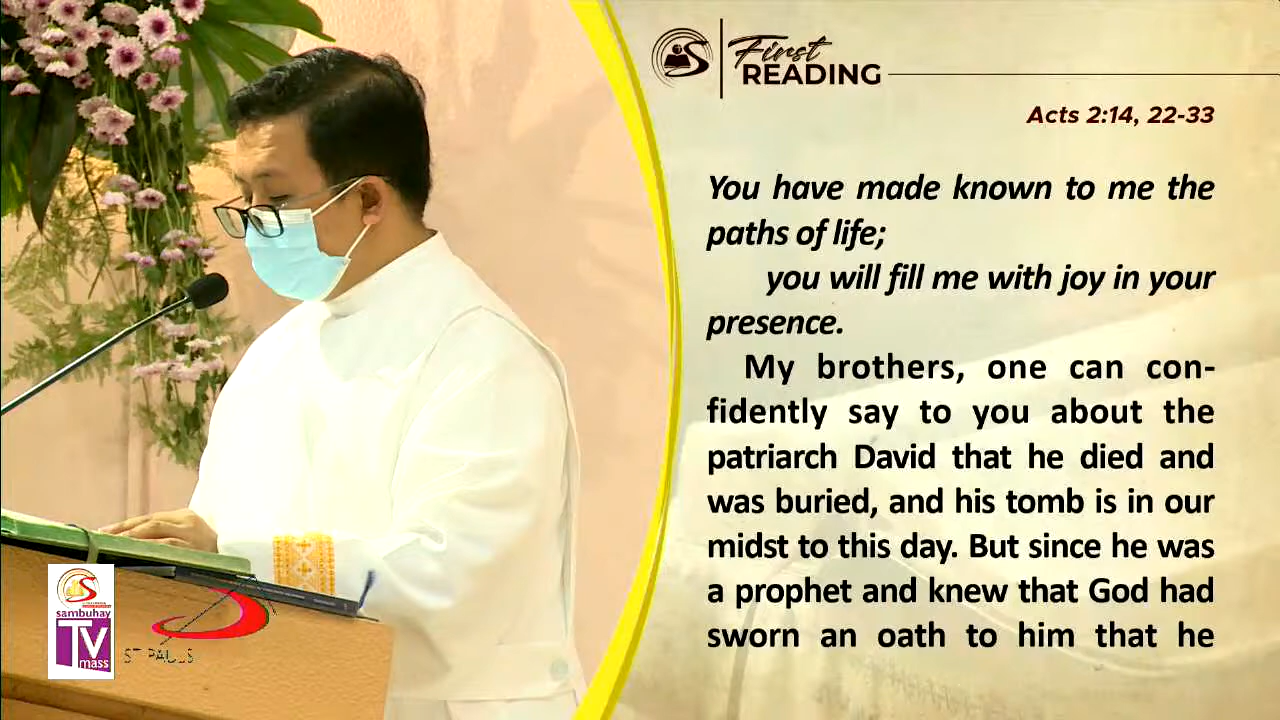 First
READING
Acts 2:14, 22-33
You have made known to me the
paths of life;
you will fill me with joy in your
presence.
My brothers, one can con-
fidently say to you about the
patriarch David that he died and
was buried, and his tomb is in our
midst to this day. But since he was
a prophet and knew that God had
sworn an oath to him that he
sambuhay
TV
mass
ST PAULS